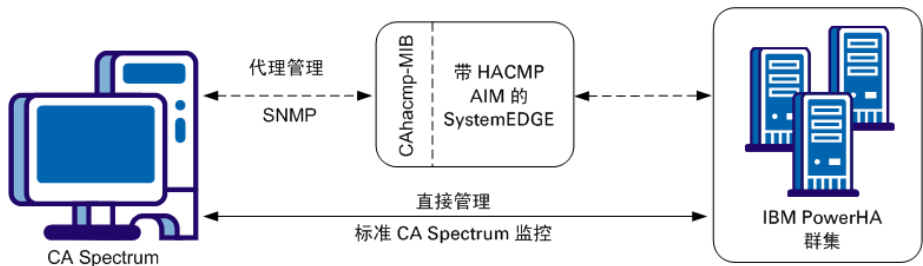 代理管理
SNMP
CAhacmp-MIB
带 HACMP
AIM 的
SystemEDGE
直接管理
标准 CA Spectrum 监控
CA Spectrum
IBM PowerHA
群集